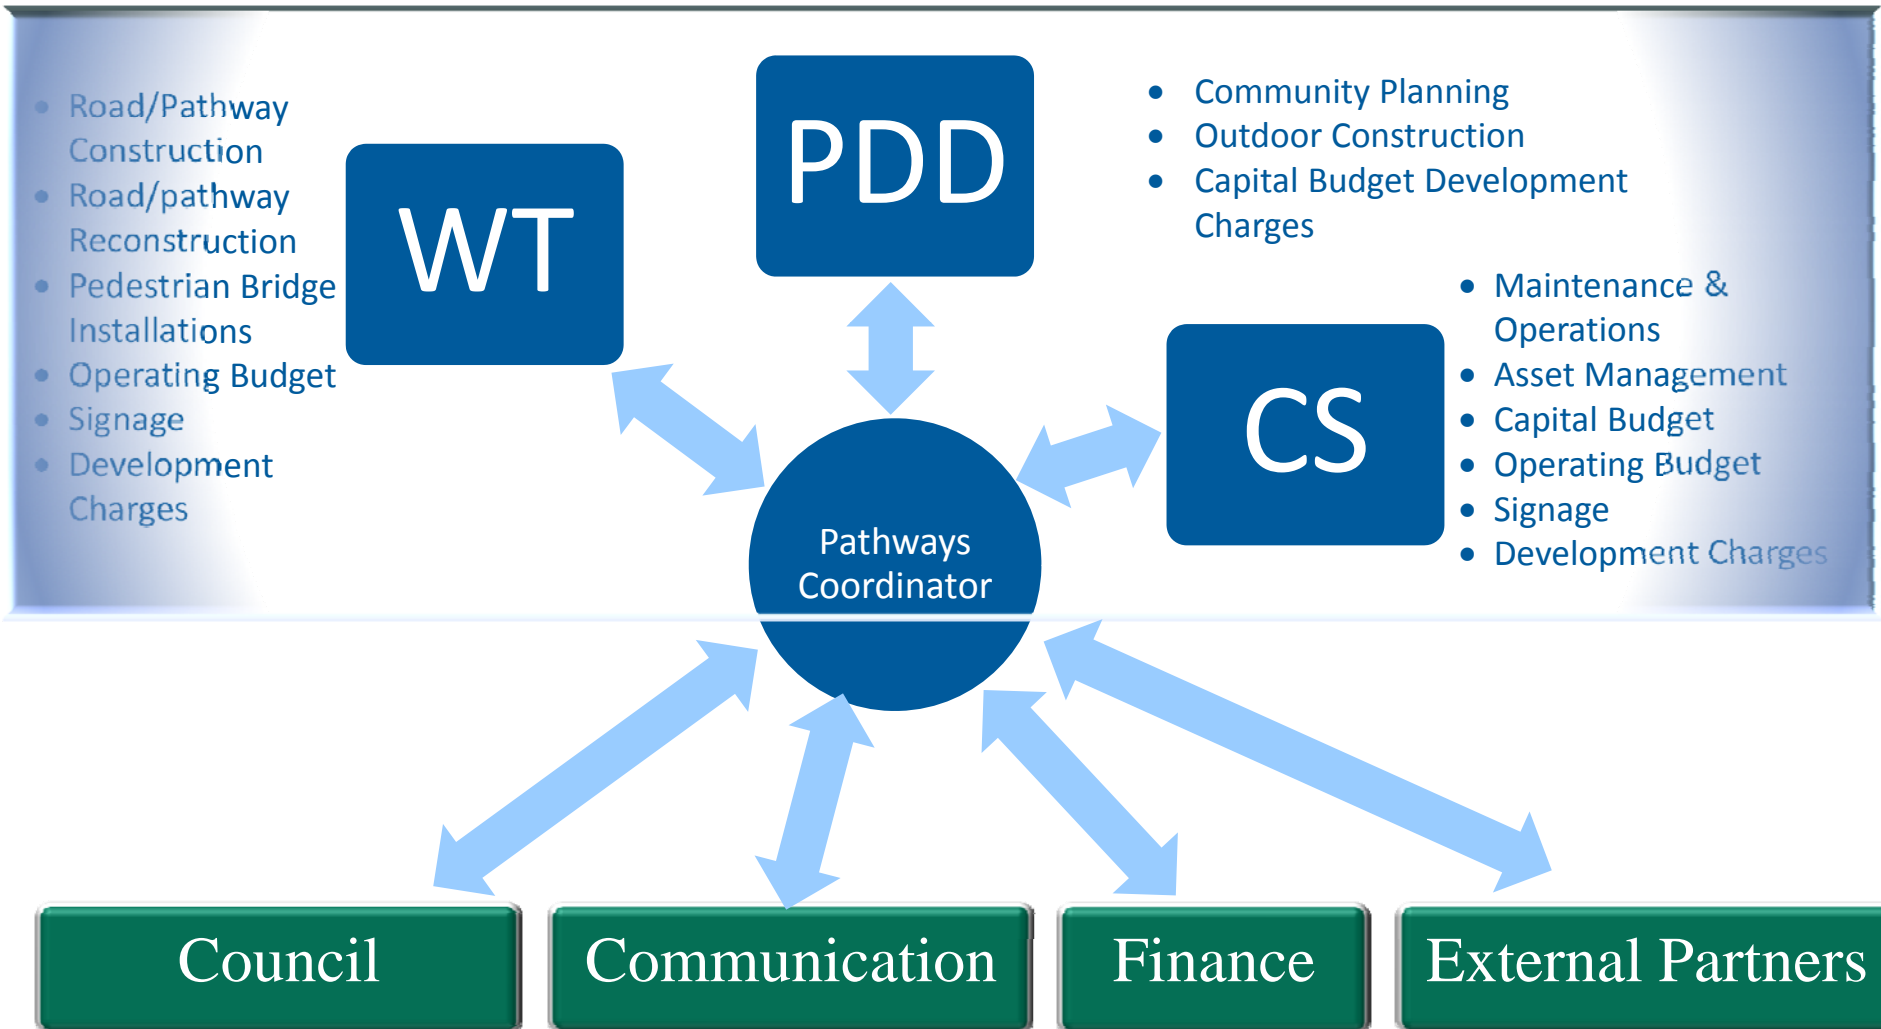 • Road/Pathway
Construction
• Road/pathway
Reconstruction
• Pedestrian Bridge
Installations
• Operating Budget
• Signage
• Development
Charges
WT
PDD
• Community Planning
• Outdoor Construction
• Capital Budget Development
Charges
CS
• Maintenance &
Operations
• Asset Management
• Capital Budget
• Operating Budget
• Signage
• Development Charges
Pathways
Coordinator
Council
Communication
Finance
External Partners